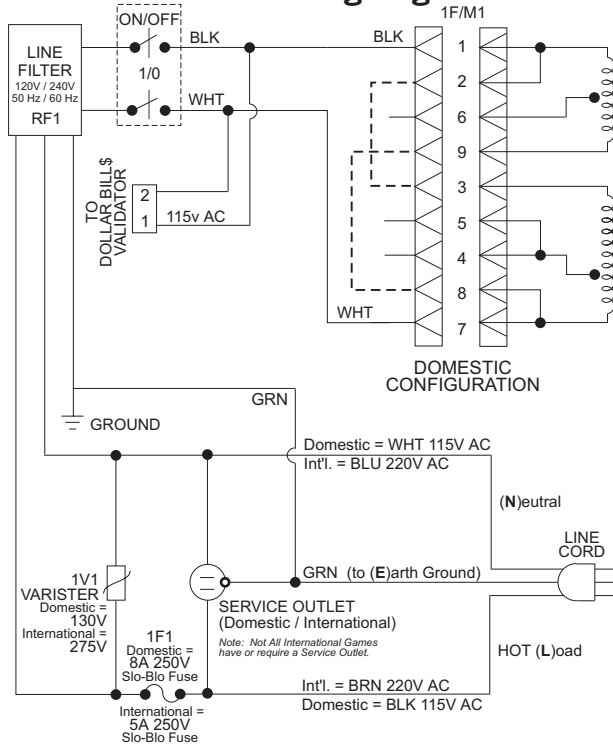 1F/M1
ON/OFF
1/0
LINE
FILTER
120V / 240V
50 Hz / 60 Hz
RF1
BLK
BLK
WHT
1
2
6
9
3
5
4
8
7
TO
DOLLAR BILL$
VALIDATOR
2
1
115v AC
WHT
DOMESTIC
CONFIGURATION
GRN
GROUND
Domestic = WHT 115V AC
Int'l. = BLU 220V AC
(N)eutral
LINE
CORD
GRN (to (E)arth Ground)
1V1
VARISTER
Domestic =
130V
International =
275V
SERVICE OUTLET
(Domestic / International)
Note: Not All International Games
have or require a Service Outlet.
HOT (L)oad
1F1
Domestic =
8A 250V
Slo-Blo Fuse
International =
5A 250V
Slo-Blo Fuse
Int'l. = BRN 220V AC
Domestic = BLK 115V AC